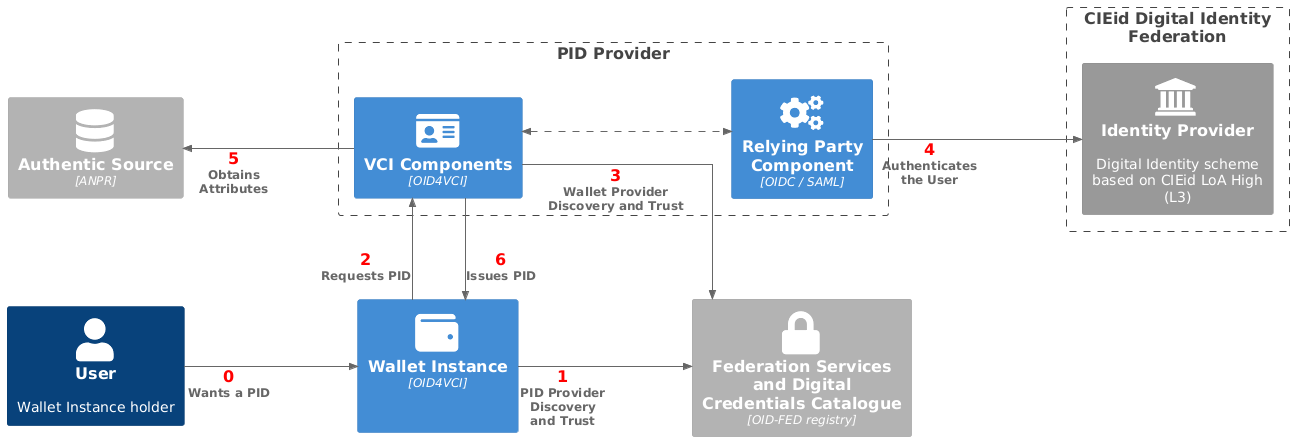 CIEid Digital Identity
Federation
PID Provider
Authentic Source
[ANPR]
5
Obtains
Attributes
VCI Components
[OID4VCI]
3
Wallet Provider
Discovery and Trust
Relying Party
Component
[OIDC / SAML]
4
Authenticates
the User
Identity Provider
Digital Identity scheme
based on CIEid LoA High
(L3)
2
Requests PID
6
Issues PID
User
Wallet Instance holder
0
Wants a PID
Wallet Instance
[OID4VCI]
1
PID Provider
Discovery
and Trust
Federation Services
and Digital
Credentials Catalogue
[OID-FED registry]